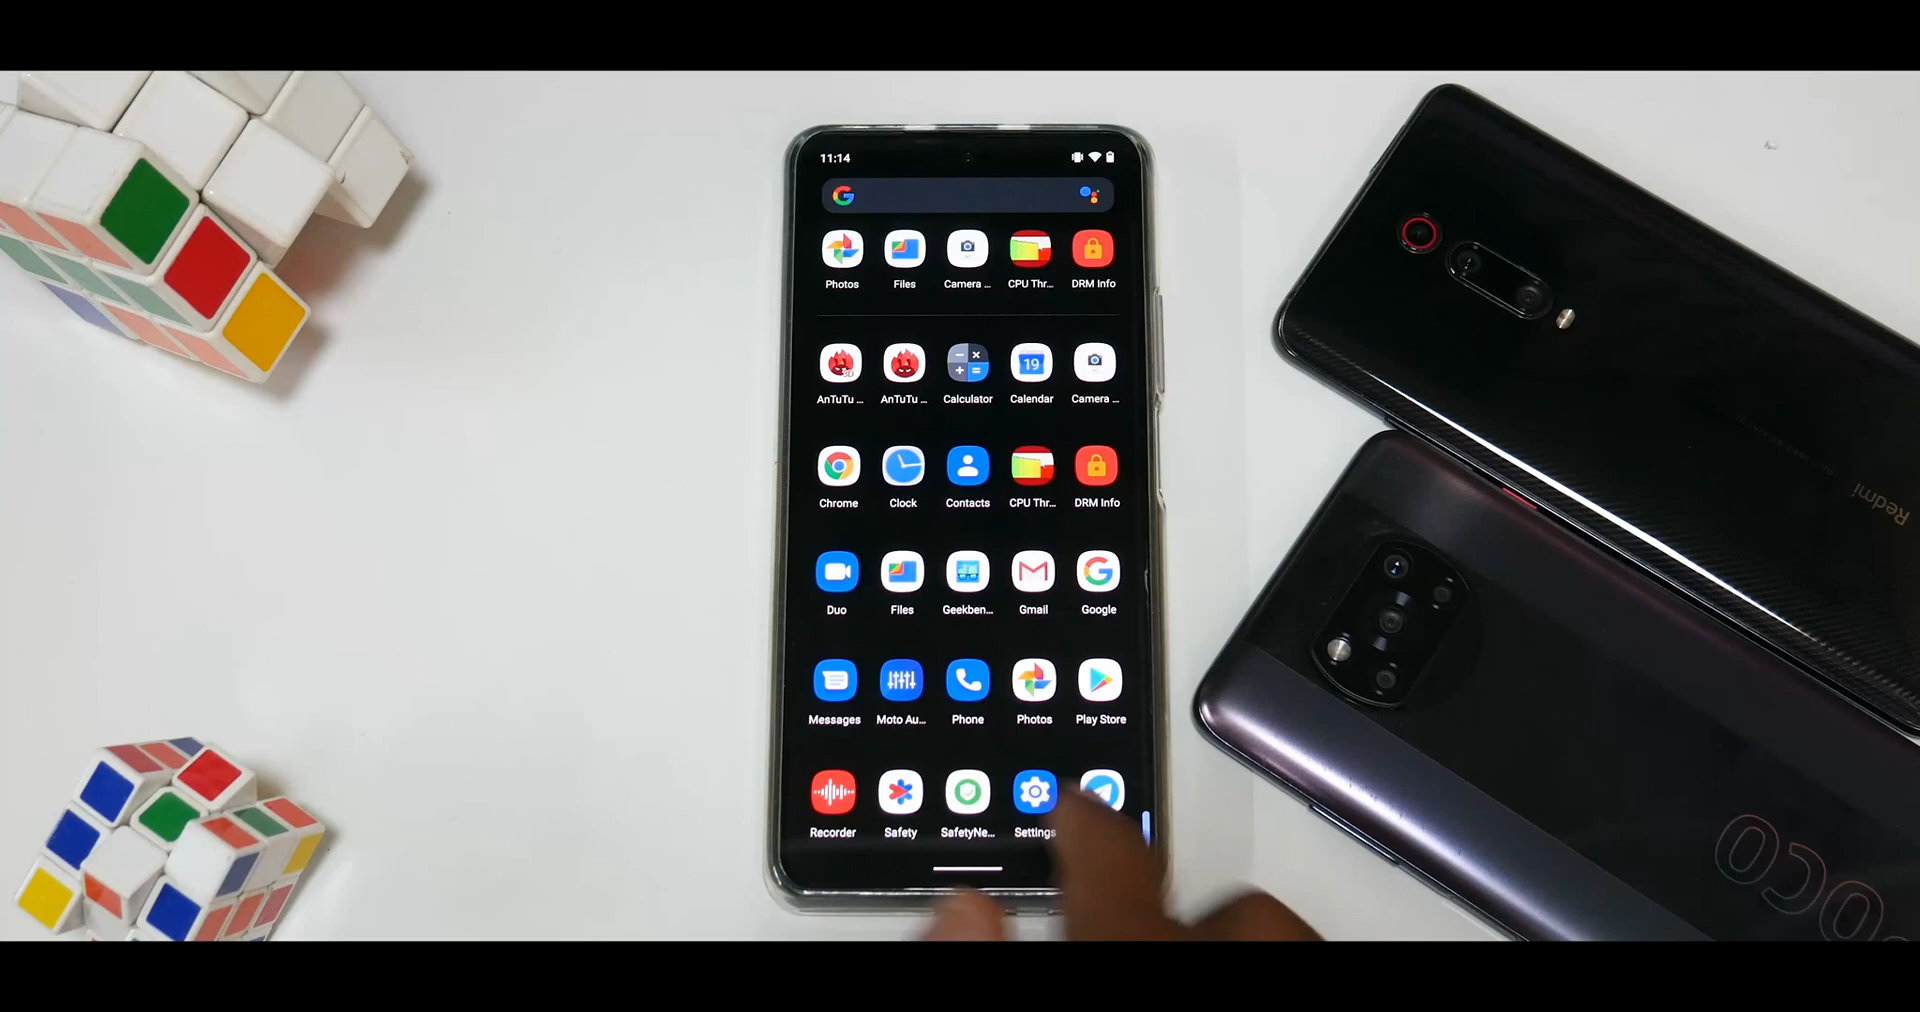 11:14
Photos Files Camera ... CPU Thr... DRM Info
AnTuTu ... AnTuTu ... Calculator Calendar Camera ...
19
3D
Chrome Clock Contacts CPU Thr... DRM Info
Duo Files Geekben... Gmail Google
Messages Moto Au... Phone Photos Play Store
Recorder Safety SafetyNe... Settings
Redmi
POCO